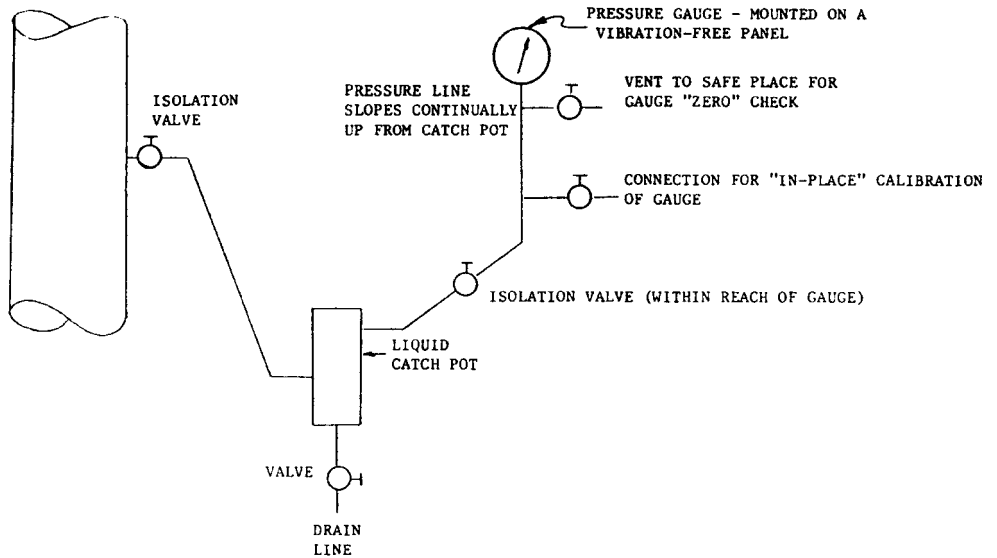 PRESSURE GAUGE - MOUNTED ON A
VIBRATION-FREE PANEL
ISOLATION
VALVE
PRESSURE LINE
SLOPES CONTINUALLY
UP FROM CATCH POT
VENT TO SAFE PLACE FOR
GAUGE "ZERO" CHECK
CONNECTION FOR "IN-PLACE" CALIBRATION
OF GAUGE
ISOLATION VALVE (WITHIN REACH OF GAUGE)
LIQUID
CATCH POT
VALVE
DRAIN
LINE